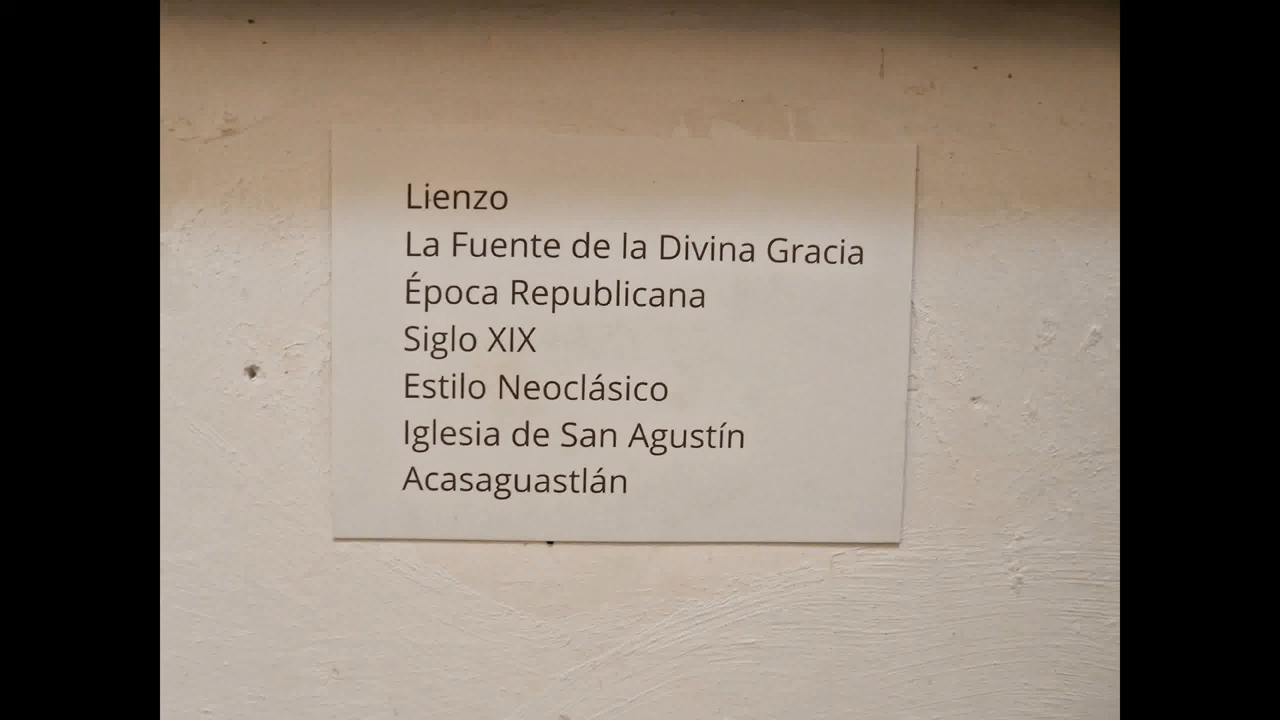 Lienzo
La Fuente de la Divina Gracia
Época Republicana
Siglo XIX
Estilo Neoclásico
Iglesia de San Agustín
Acasaguastlán